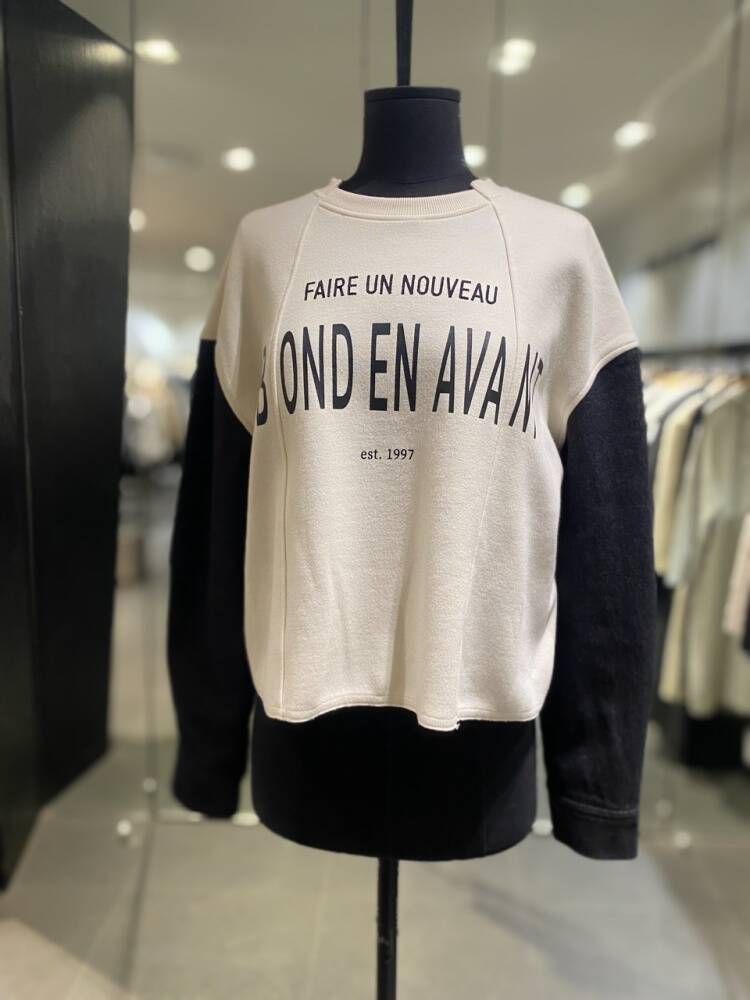 FAIRE UN NOUVEAU
BOND EN AVANT
est. 1997